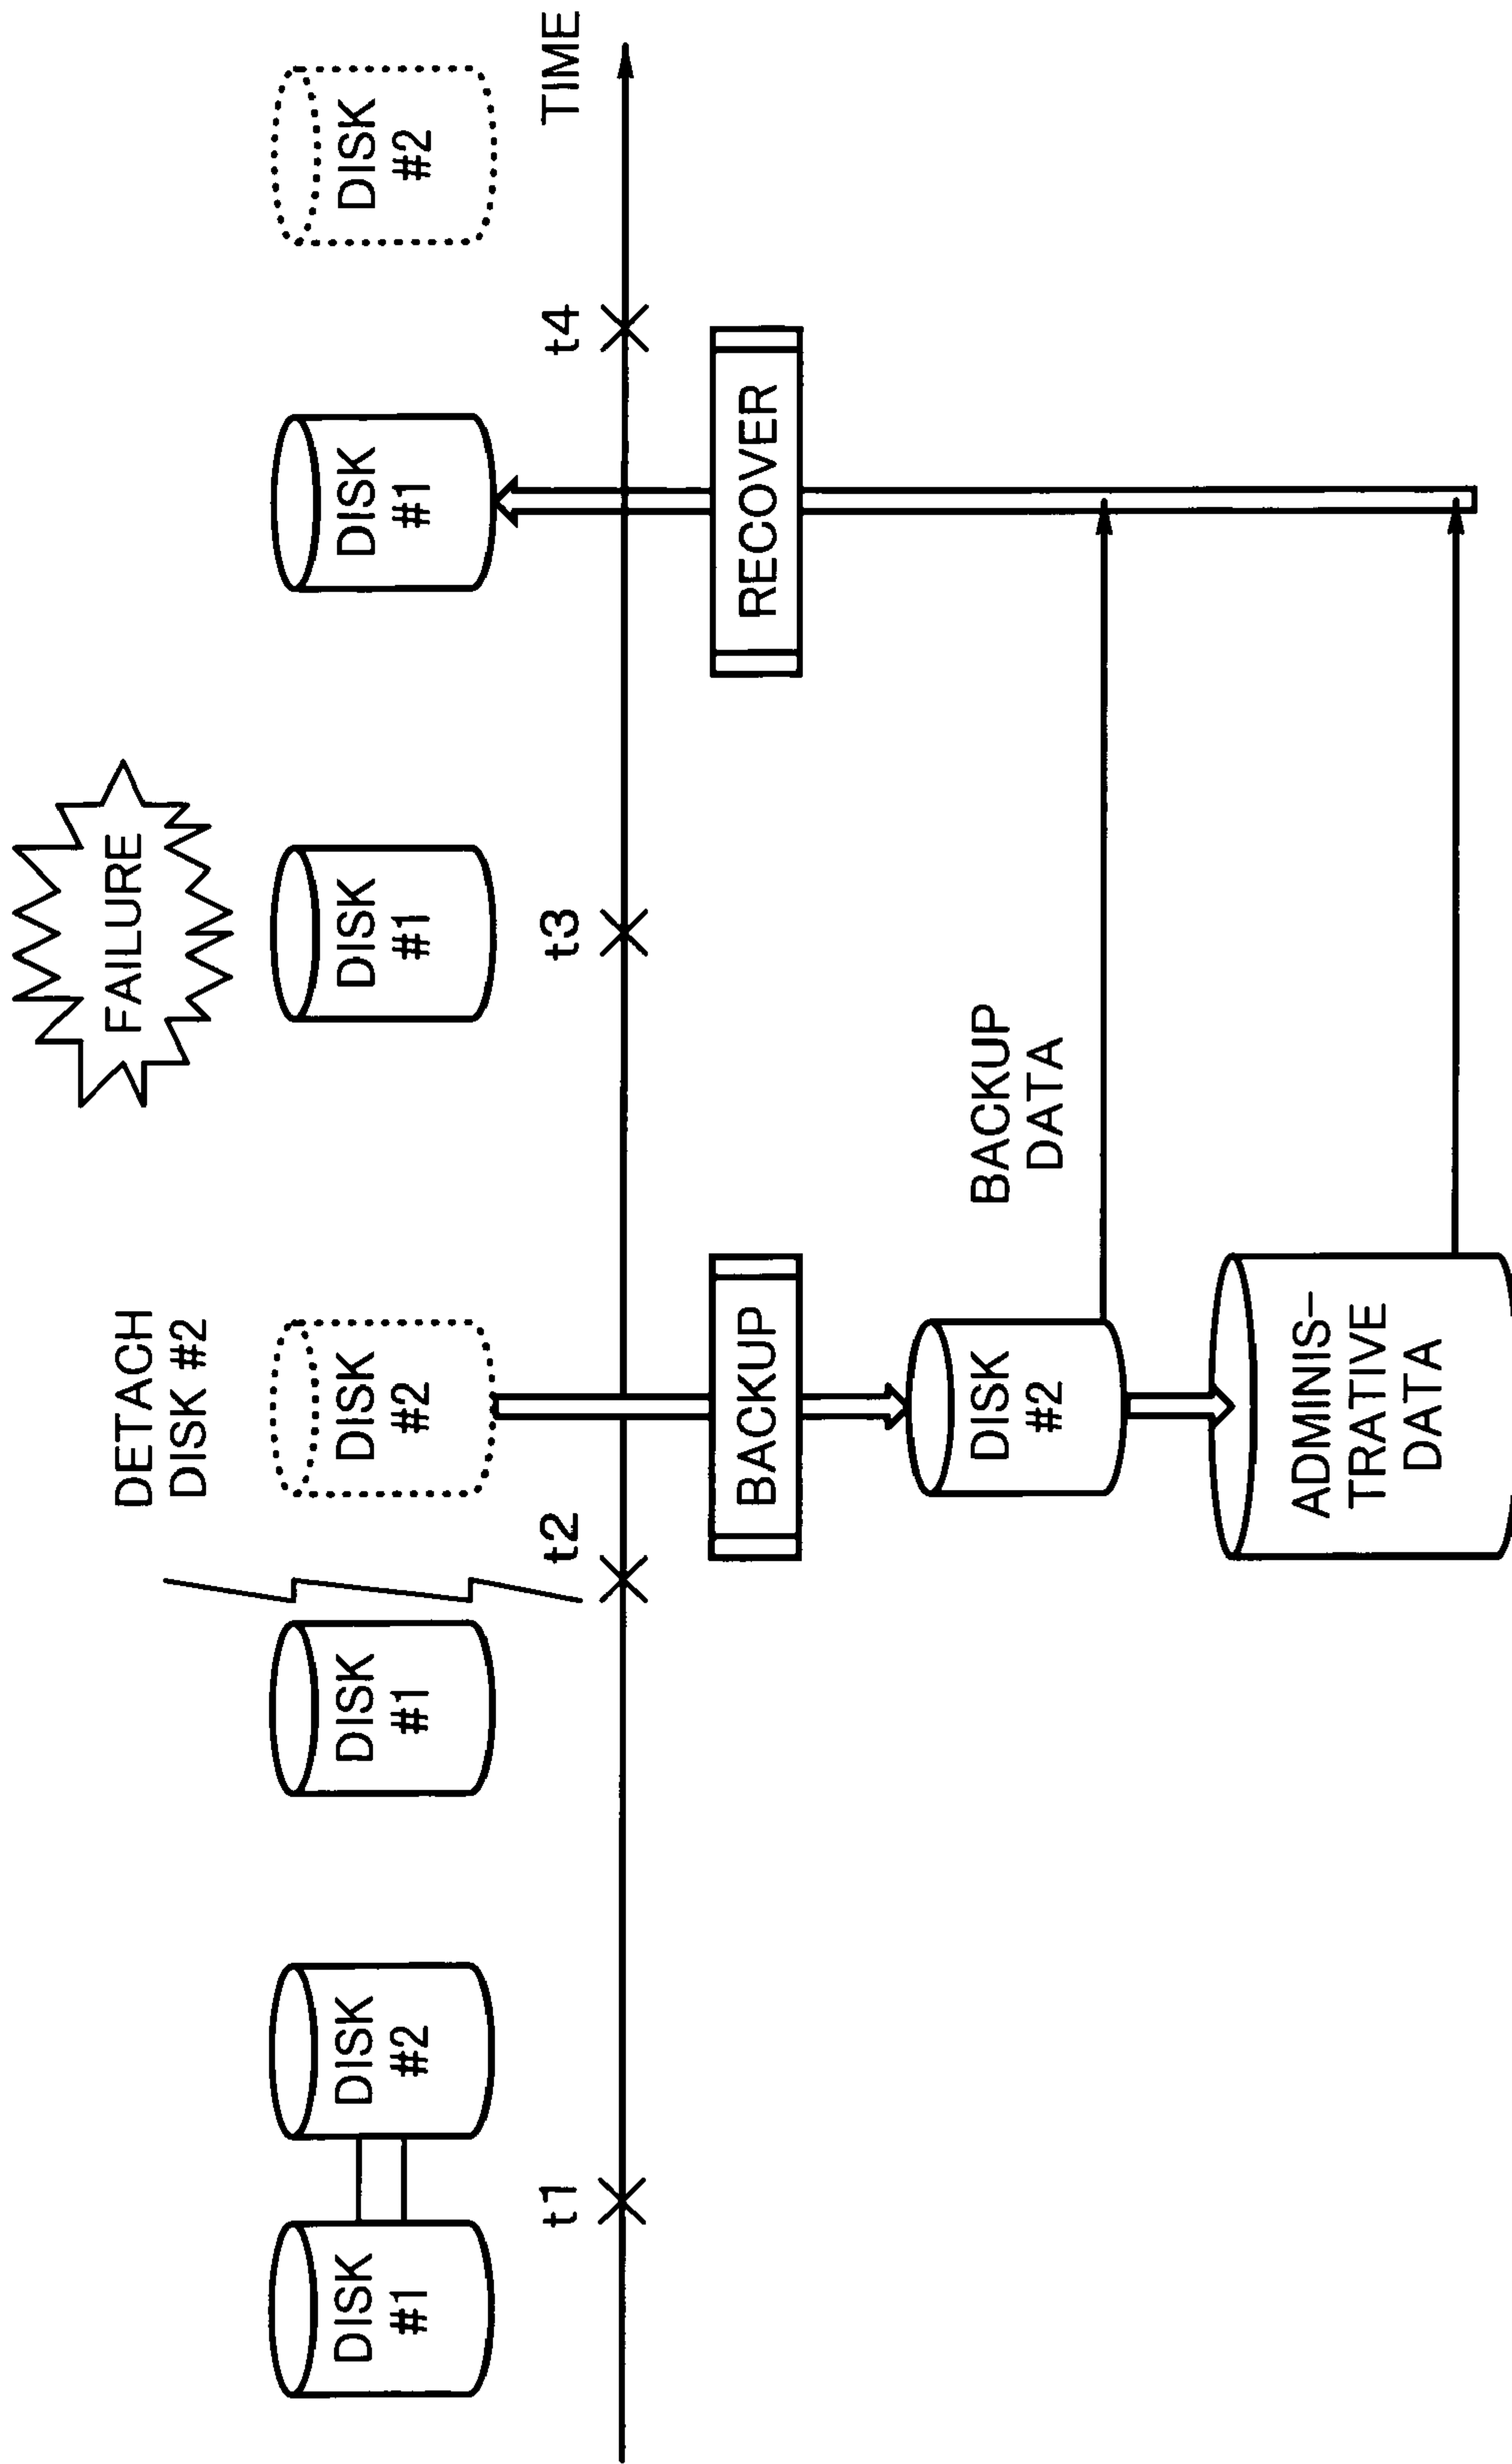 FAILURE
DETACH
DISK #2
DISK
#1
DISK
#2
DISK
#1
DISK
#2
DISK
#1
DISK
#1
DISK
#2
t1
t2
t3
t4
TIME
BACKUP
RECOVER
DISK
#2
BACKUP
DATA
ADMINIS-
TRATIVE
DATA